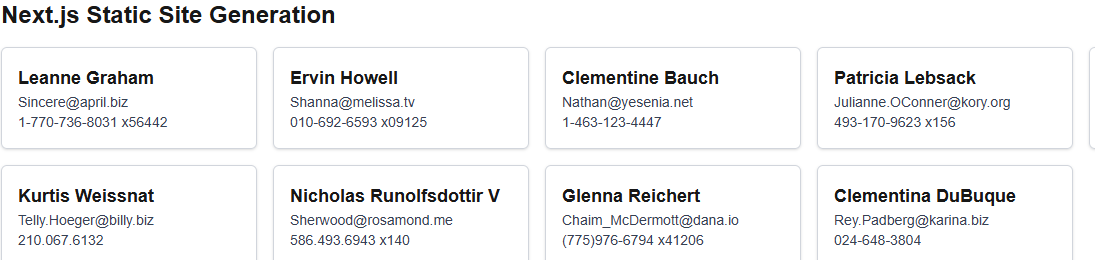 Next.js Static Site Generation
Leanne Graham
Sincere@april.biz
1-770-736-8031 x56442
Ervin Howell
Shanna@melissa.tv
010-692-6593 x09125
Clementine Bauch
Nathan@yesenia.net
1-463-123-4447
Patricia Lebsack
Julianne.OConner@kory.org
493-170-9623 x156
Kurtis Weissnat
Telly.Hoeger@billy.biz
210.067.6132
Nicholas Runolfsdottir V
Sherwood@rosamond.me
586.493.6943 x140
Glenna Reichert
Chaim_McDermott@dana.io
(775)976-6794 x41206
Clementina DuBuque
Rey.Padberg@karina.biz
024-648-3804